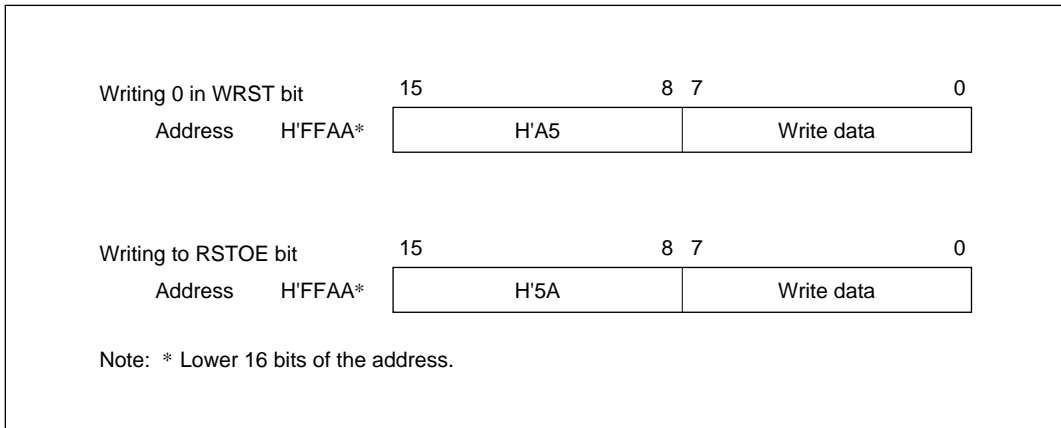 Writing 0 in WRST bit 15 8 7 0
Address H'FFAA* H'A5 Write data
Writing to RSTOE bit 15 8 7 0
Address H'FFAA* H'5A Write data
Note: * Lower 16 bits of the address.